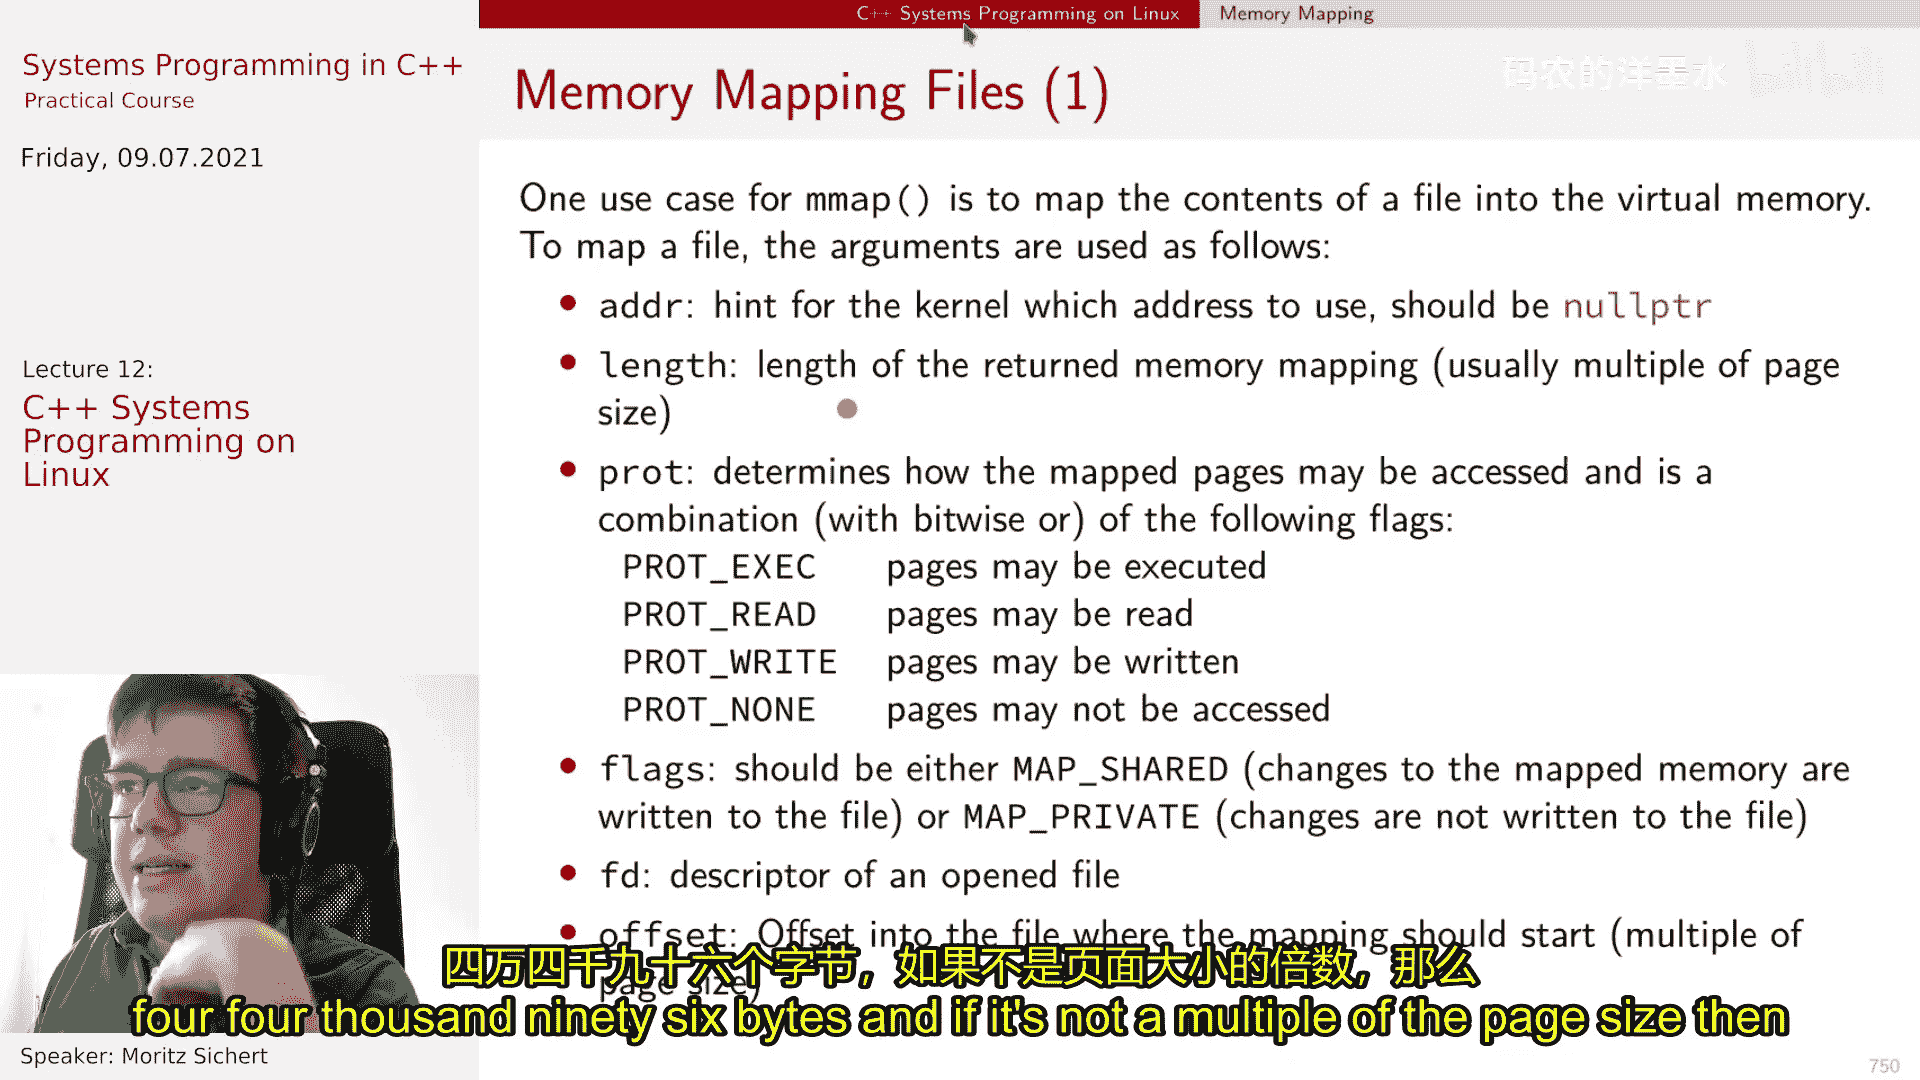 C++ Systems Programming on Linux
Memory Mapping
Systems Programming in C++
Practical Course
Friday, 09.07.2021
Lecture 12:
C++ Systems
Programming on
Linux
Memory Mapping Files (1)
码农的洋墨水
One use case for mmap() is to map the contents of a file into the virtual memory.
To map a file, the arguments are used as follows:
• addr: hint for the kernel which address to use, should be nullptr
• length: length of the returned memory mapping (usually multiple of page
size)
• prot: determines how the mapped pages may be accessed and is a
combination (with bitwise or) of the following flags:
PROT_EXEC pages may be executed
PROT_READ pages may be read
PROT_WRITE pages may be written
PROT_NONE pages may not be accessed
• flags: should be either MAP_SHARED (changes to the mapped memory are
written to the file) or MAP_PRIVATE (changes are not written to the file)
• fd: descriptor of an opened file
• offset: Offset into the file where the mapping should start (multiple of
page size)
四万四千九十六个字节，如果不是页面大小的倍数，那么
four four thousand ninety six bytes and if it's not a multiple of the page size then
Speaker: Moritz Sichert
750